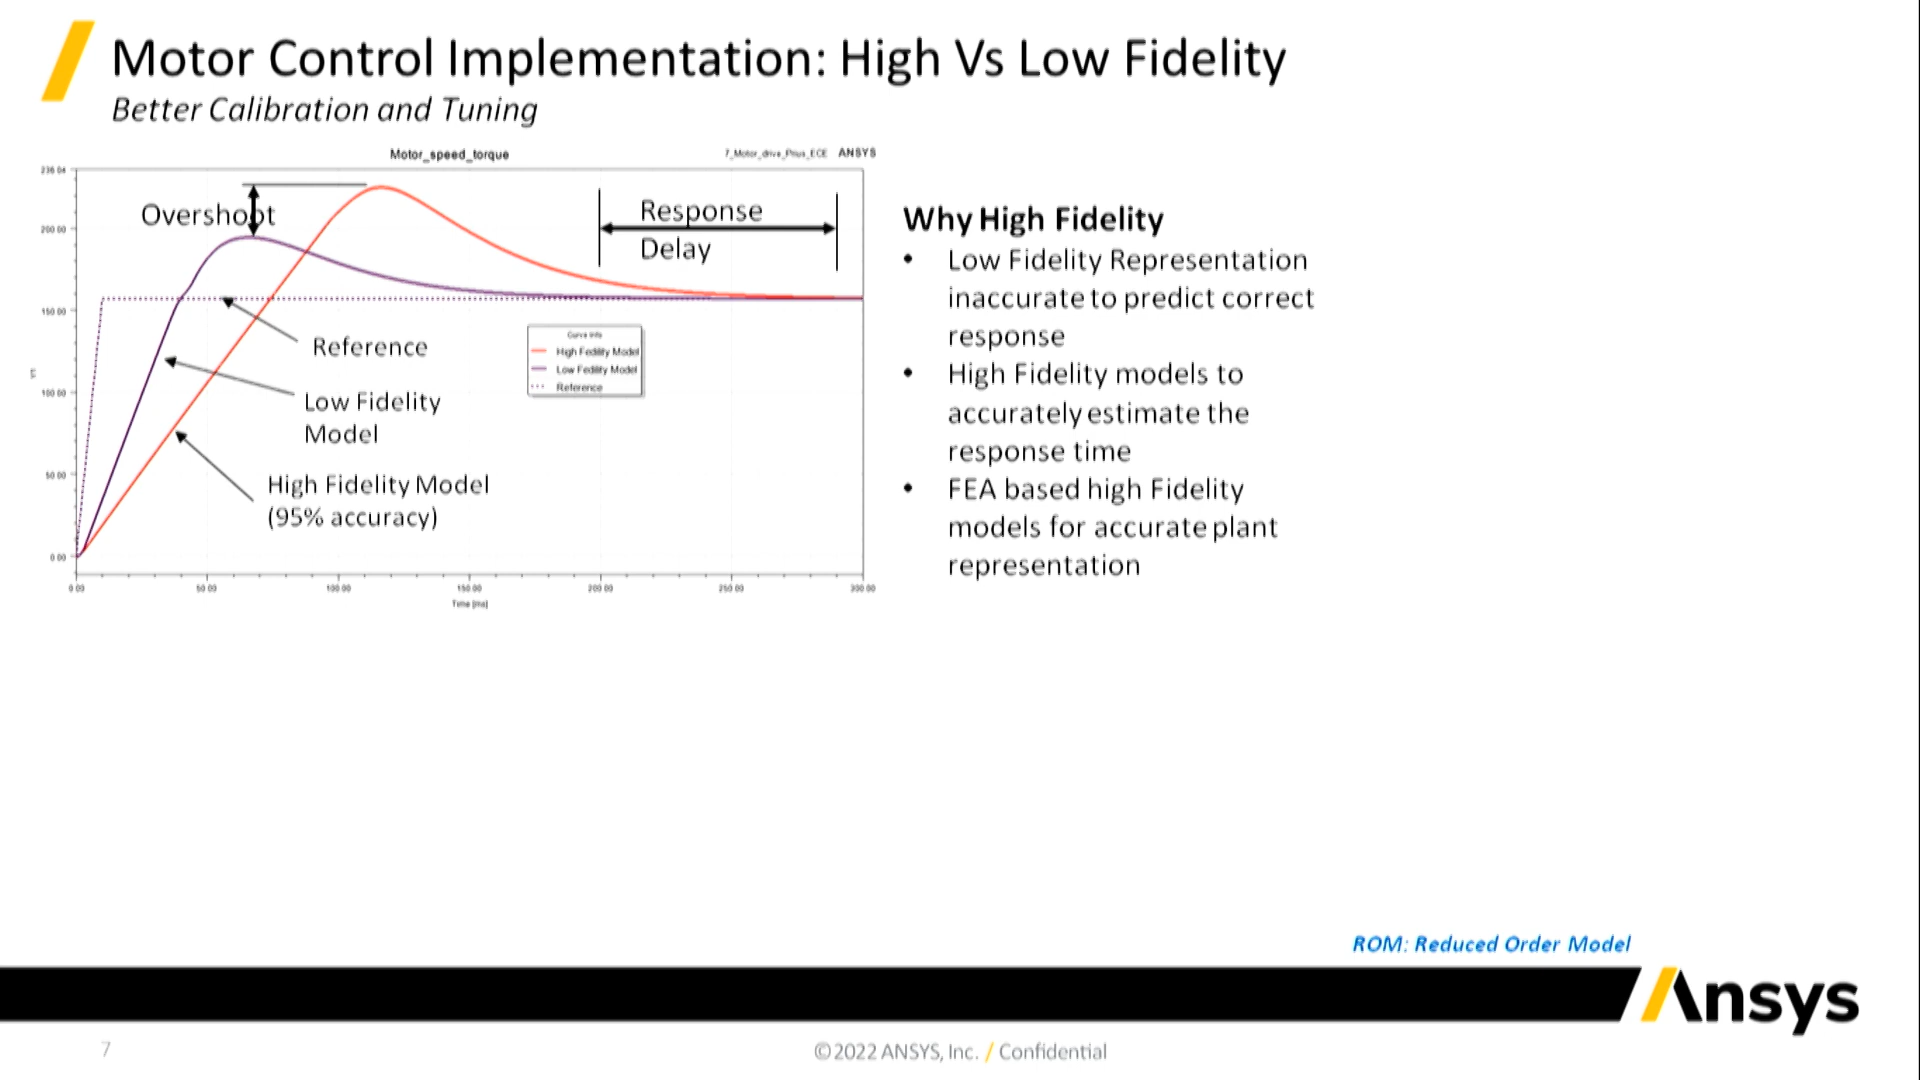 Motor Control Implementation: High Vs Low Fidelity
Better Calibration and Tuning
Motor_speed_torque
7_Motor_drive_Prius_ECE ANSYS
236.04
200.00
150.00
100.00
50.00
0.00
0.00 50.00 100.00 150.00 200.00 250.00 300.00
Time [ms]
Overshoot
Response
Delay
Reference
Low Fidelity
Model
High Fidelity Model
(95% accuracy)
Curve Info
High Fedility Model
Low Fedility Model
Reference
Why High Fidelity
• Low Fidelity Representation
inaccurate to predict correct
response
• High Fidelity models to
accurately estimate the
response time
• FEA based high Fidelity
models for accurate plant
representation
ROM: Reduced Order Model
Ansys
7
©2022 ANSYS, Inc. / Confidential